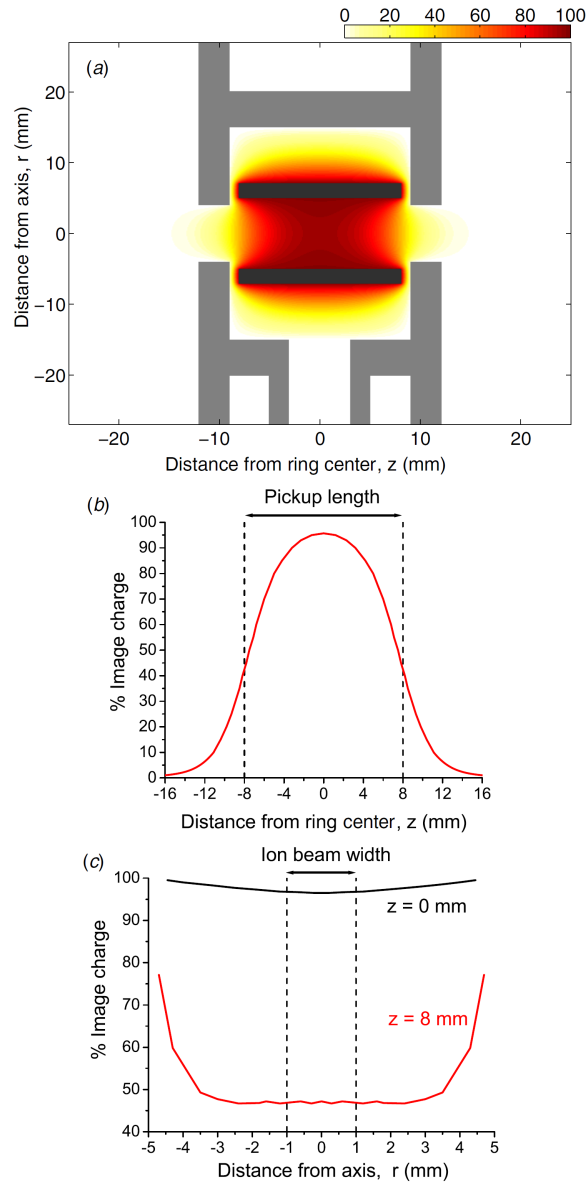 0 20 40 60 80 100
(a)
20
10
0
−10
−20
Distance from axis, r (mm)
−20 −10 0 10 20
Distance from ring center, z (mm)
(b)
Pickup length
100
90
80
70
60
50
40
30
20
10
0
% Image charge
-16 -12 -8 -4 0 4 8 12 16
Distance from ring center, z (mm)
(c)
Ion beam width
100
90
80
70
60
50
40
% Image charge
z = 0 mm
z = 8 mm
-5 -4 -3 -2 -1 0 1 2 3 4 5
Distance from axis, r (mm)